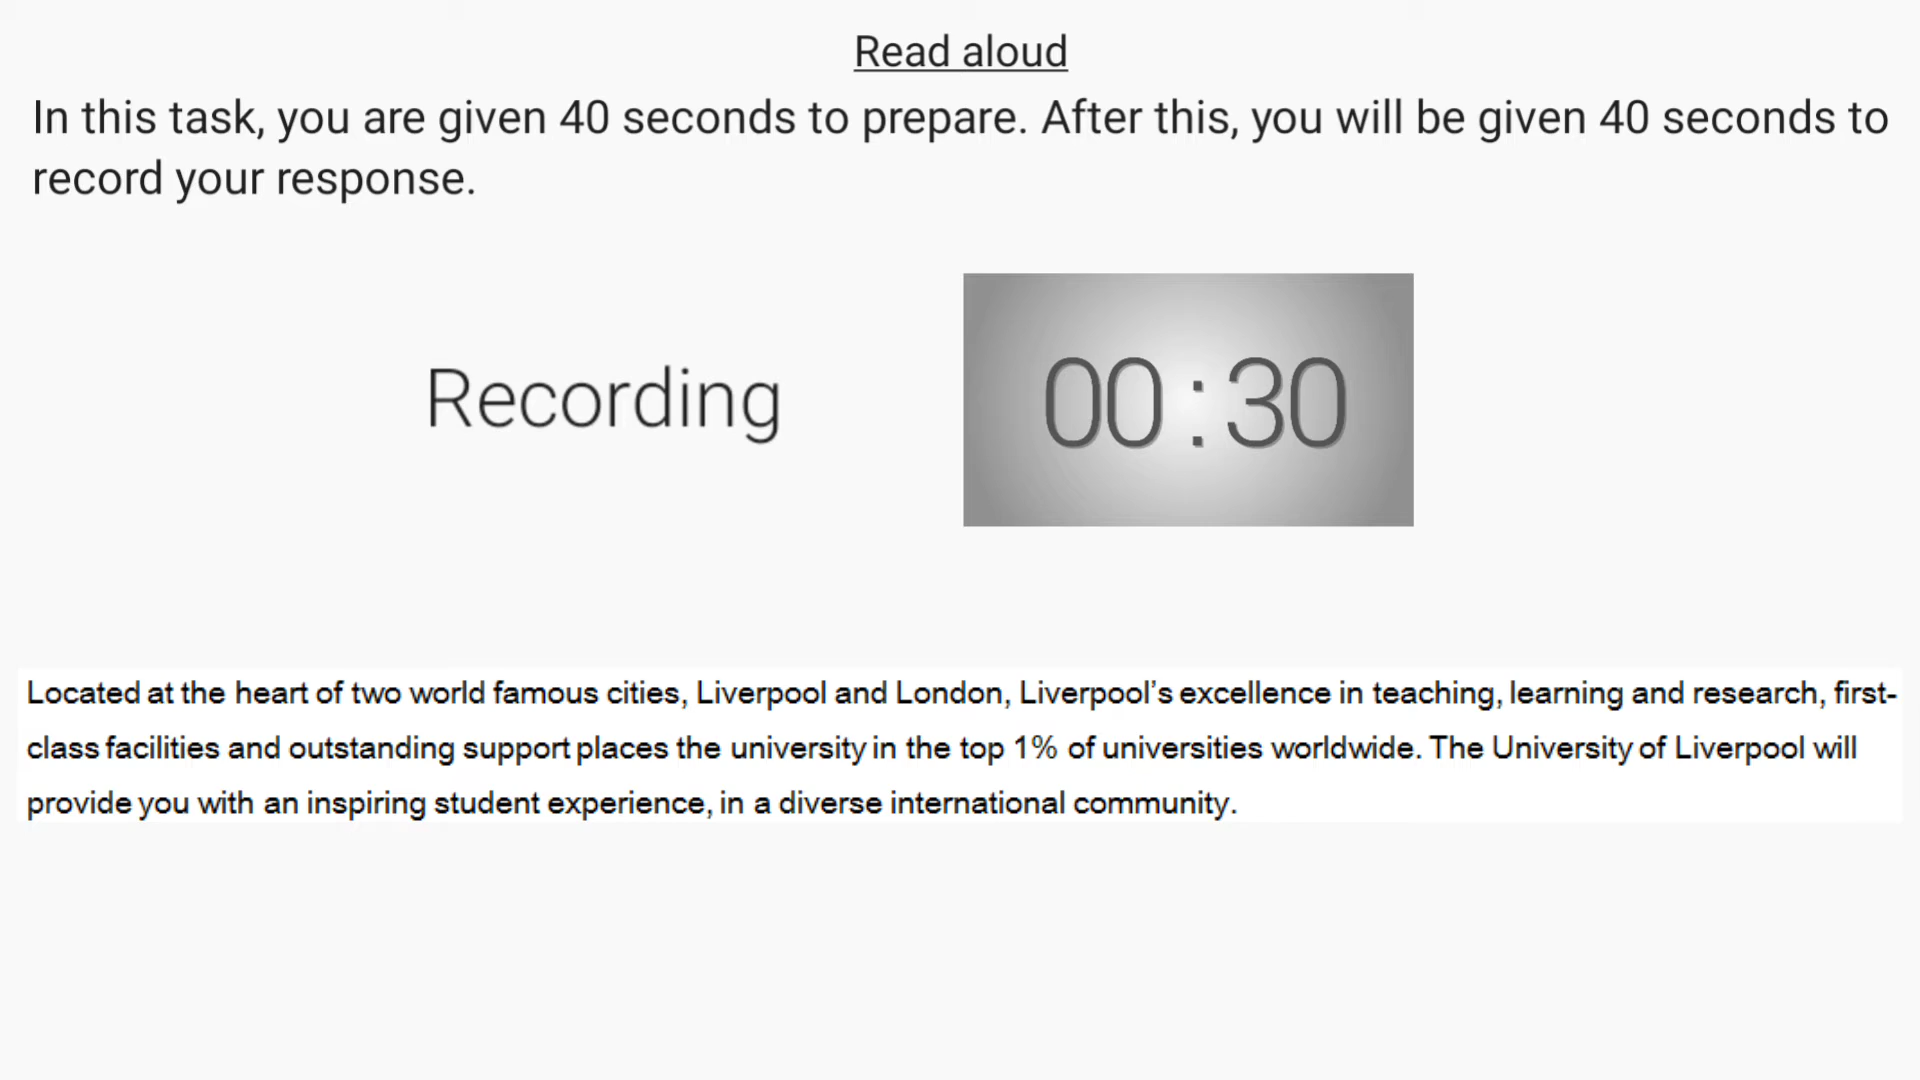 Read aloud
In this task, you are given 40 seconds to prepare. After this, you will be given 40 seconds to
record your response.
Recording
00:30
Located at the heart of two world famous cities, Liverpool and London, Liverpool's excellence in teaching, learning and research, first-
class facilities and outstanding support places the university in the top 1% of universities worldwide. The University of Liverpool will
provide you with an inspiring student experience, in a diverse international community.